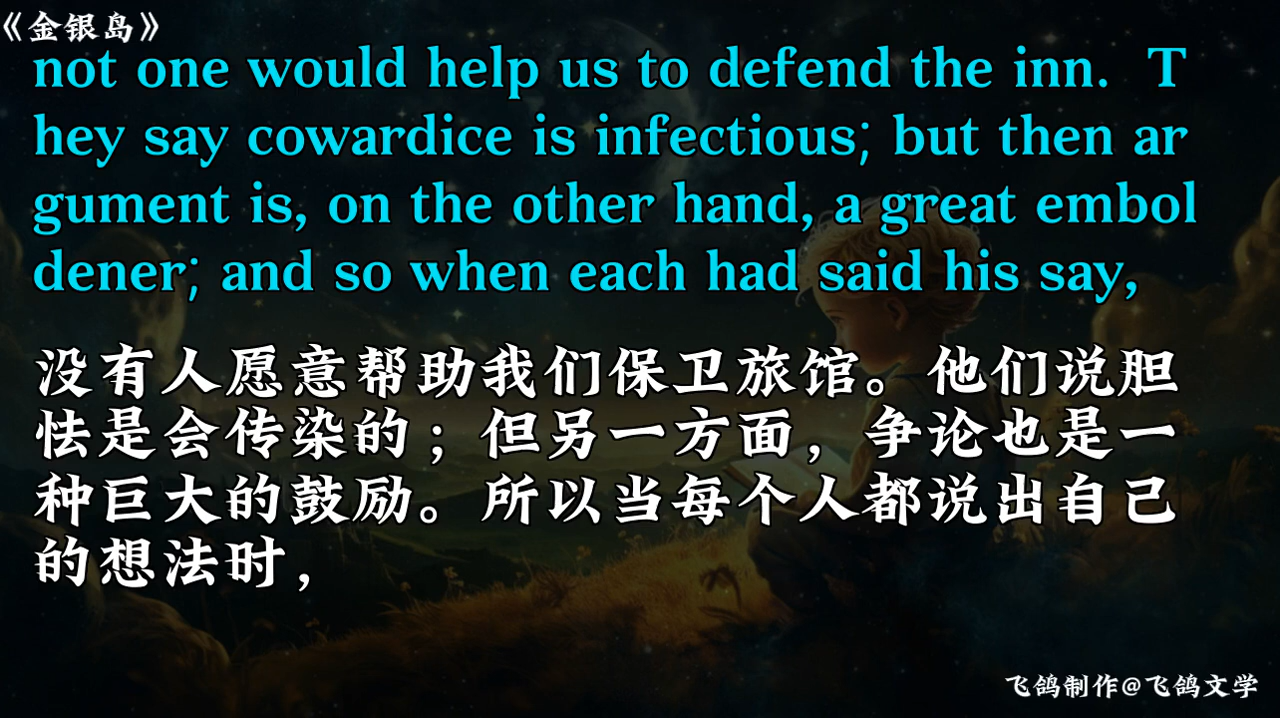 《金银岛》
not one would help us to defend the inn.  T
hey say cowardice is infectious; but then ar
gument is, on the other hand, a great embol
dener; and so when each had said his say,
没有人愿意帮助我们保卫旅馆。他们说胆
怯是会传染的；但另一方面，争论也是一
种巨大的鼓励。所以当每个人都说出自己
的想法时，
飞鸽制作@飞鸽文学